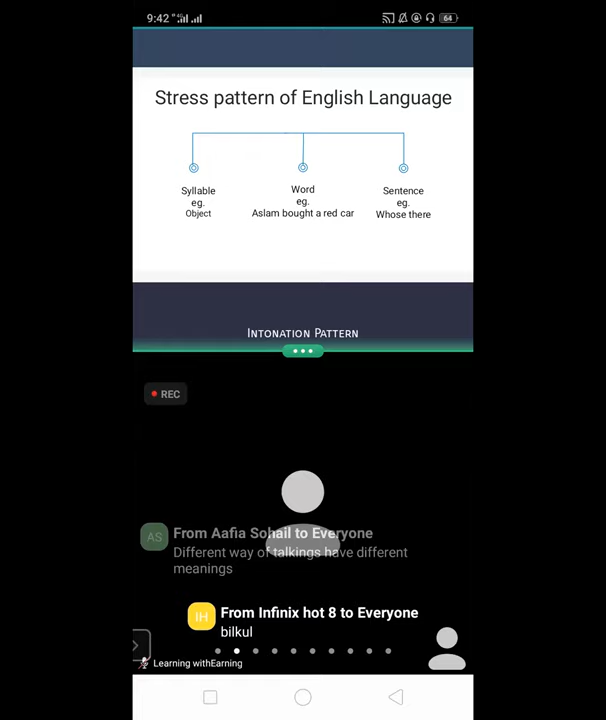 9:42
64
Stress pattern of English Language
Syllable
eg.
Object
Word
eg.
Aslam bought a red car
Sentence
eg.
Whose there
Intonation Pattern
REC
AS
From Aafia Sohail to Everyone
Different way of talkings have different
meanings
IH
From Infinix hot 8 to Everyone
bilkul
Learning withEarning